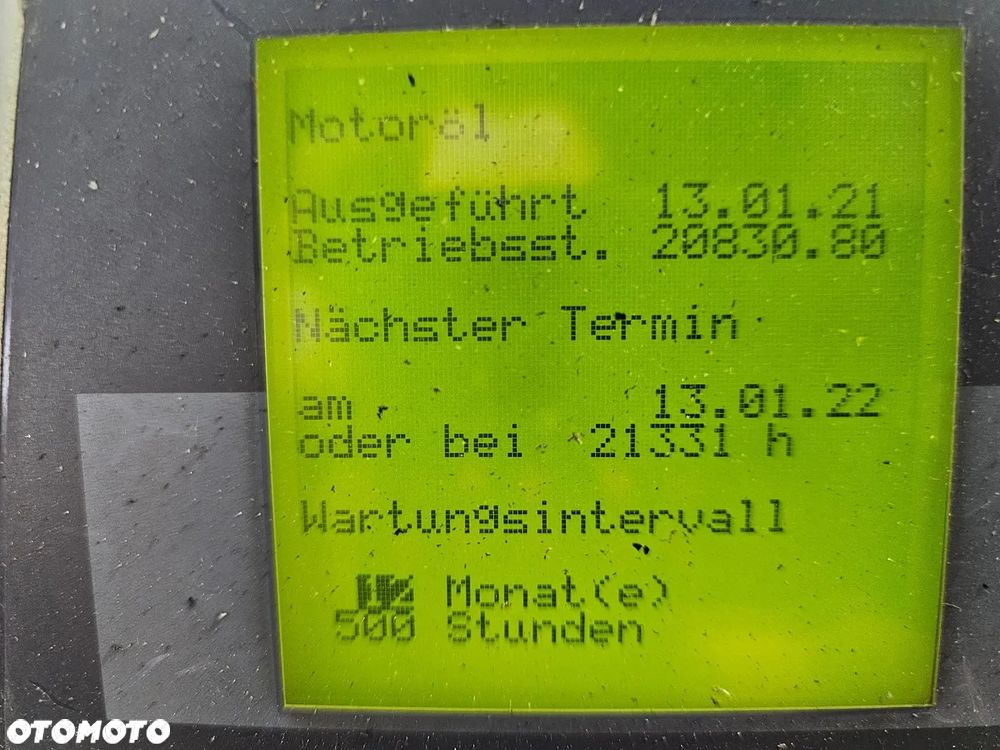 Motoröl
Ausgeführt 13.01.21
Betriebsst. 20830.80
Nächster Termin
am 13.01.22
oder bei 21331 h
Wartungsintervall
Monat(e)
500 Stunden
OTOMOTO